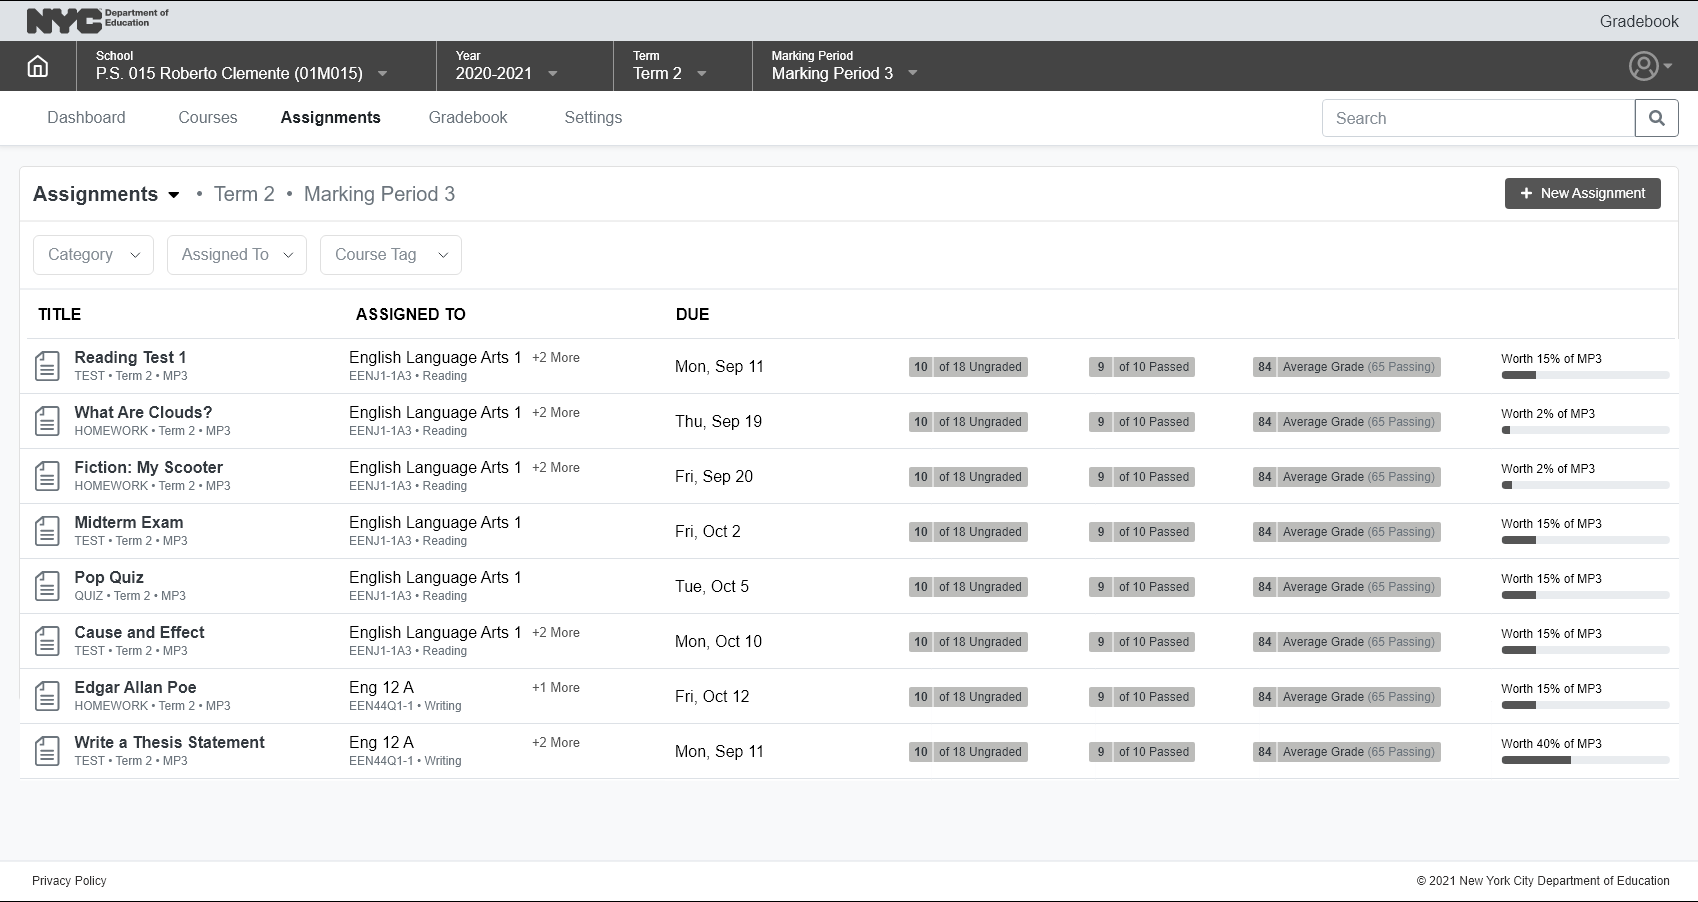 NYC Department of Education
Gradebook
School
P.S. 015 Roberto Clemente (01M015)
Year
2020-2021
Term
Term 2
Marking Period
Marking Period 3
Dashboard Courses Assignments Gradebook Settings Search
Assignments • Term 2 • Marking Period 3 + New Assignment
Category Assigned To Course Tag
TITLE ASSIGNED TO DUE
Reading Test 1
TEST • Term 2 • MP3
English Language Arts 1 +2 More
EENJ1-1A3 • Reading
Mon, Sep 11
10 of 18 Ungraded
9 of 10 Passed
84 Average Grade (65 Passing)
Worth 15% of MP3
What Are Clouds?
HOMEWORK • Term 2 • MP3
English Language Arts 1 +2 More
EENJ1-1A3 • Reading
Thu, Sep 19
10 of 18 Ungraded
9 of 10 Passed
84 Average Grade (65 Passing)
Worth 2% of MP3
Fiction: My Scooter
HOMEWORK • Term 2 • MP3
English Language Arts 1 +2 More
EENJ1-1A3 • Reading
Fri, Sep 20
10 of 18 Ungraded
9 of 10 Passed
84 Average Grade (65 Passing)
Worth 2% of MP3
Midterm Exam
TEST • Term 2 • MP3
English Language Arts 1
EENJ1-1A3 • Reading
Fri, Oct 2
10 of 18 Ungraded
9 of 10 Passed
84 Average Grade (65 Passing)
Worth 15% of MP3
Pop Quiz
QUIZ • Term 2 • MP3
English Language Arts 1
EENJ1-1A3 • Reading
Tue, Oct 5
10 of 18 Ungraded
9 of 10 Passed
84 Average Grade (65 Passing)
Worth 15% of MP3
Cause and Effect
TEST • Term 2 • MP3
English Language Arts 1 +2 More
EENJ1-1A3 • Reading
Mon, Oct 10
10 of 18 Ungraded
9 of 10 Passed
84 Average Grade (65 Passing)
Worth 15% of MP3
Edgar Allan Poe
HOMEWORK • Term 2 • MP3
Eng 12 A +1 More
EEN44Q1-1 • Writing
Fri, Oct 12
10 of 18 Ungraded
9 of 10 Passed
84 Average Grade (65 Passing)
Worth 15% of MP3
Write a Thesis Statement
TEST • Term 2 • MP3
Eng 12 A +2 More
EEN44Q1-1 • Writing
Mon, Sep 11
10 of 18 Ungraded
9 of 10 Passed
84 Average Grade (65 Passing)
Worth 40% of MP3
Privacy Policy
© 2021 New York City Department of Education